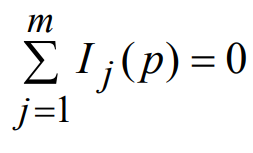 m
∑ I_j(p) = 0
j=1